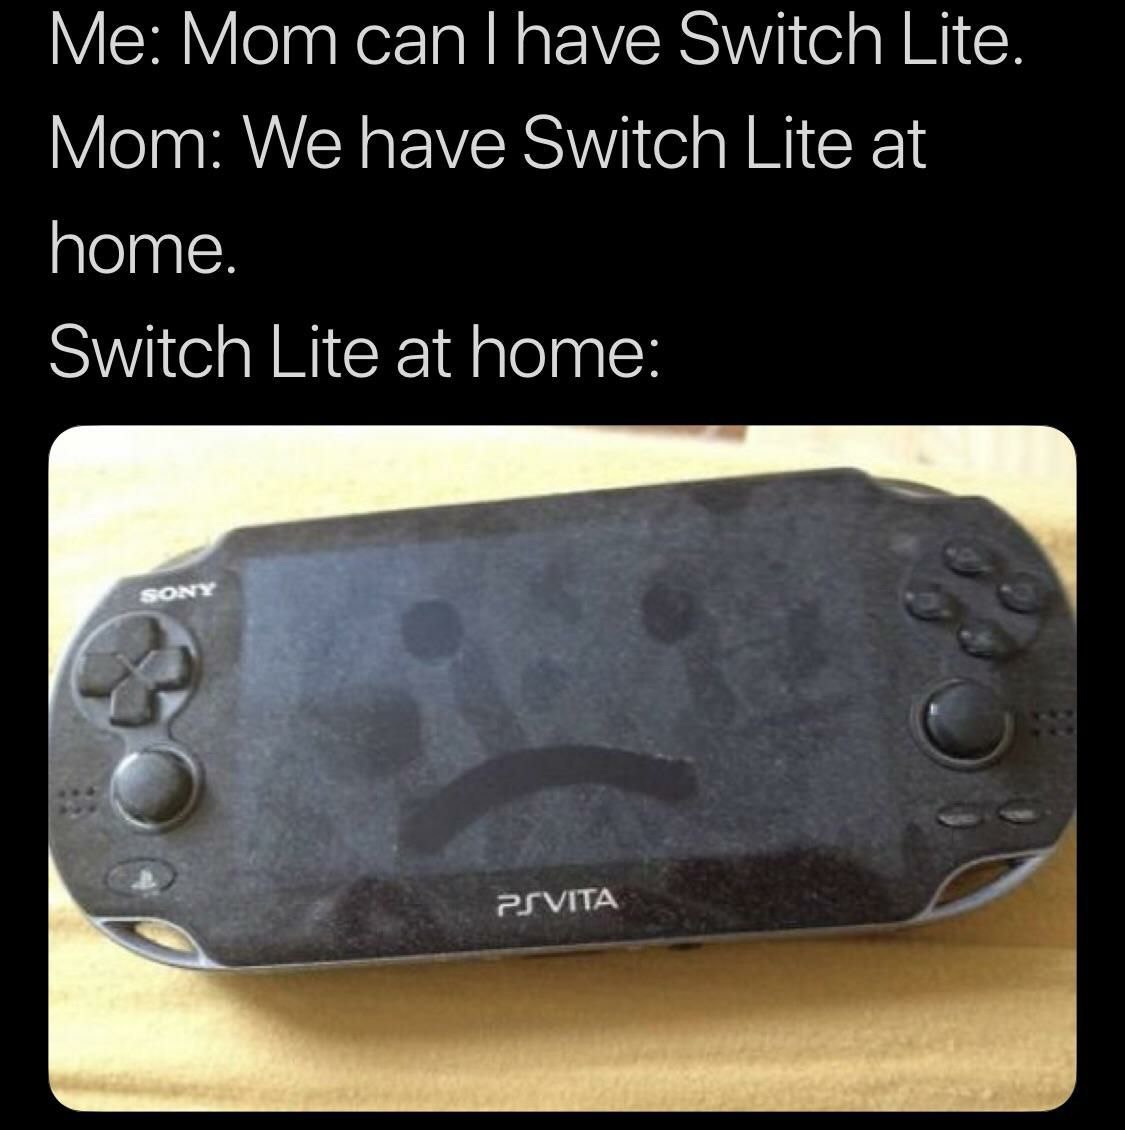 Me: Mom can I have Switch Lite.
Mom: We have Switch Lite at
home.
Switch Lite at home:
SONY
PSVITA